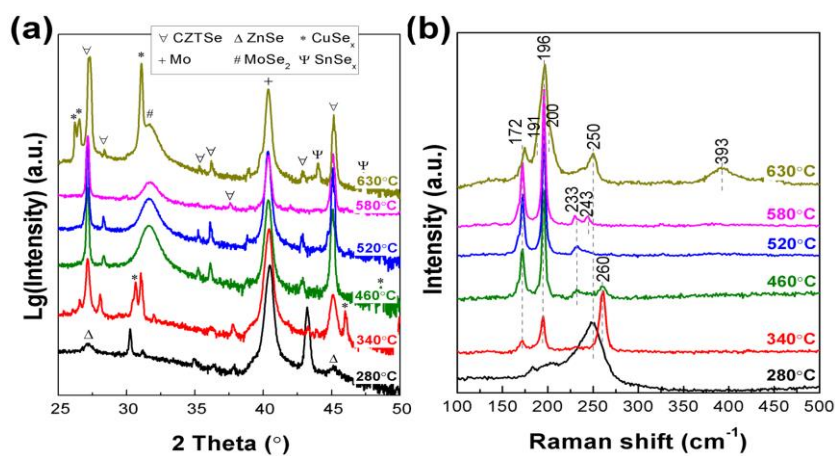 (a)
∀ CZTSe Δ ZnSe * CuSeₓ
+ Mo # MoSe₂ Ψ SnSeₓ
∀
*
*
*
#
∀
+
∀
∀
∀
∀
Ψ
Ψ
630°C
∀
580°C
520°C
460°C
*
*
*
340°C
Δ
Δ
280°C
Lg(Intensity) (a.u.)
25 30 35 40 45 50
2 Theta (°)
(b)
196
172
191
200
250
393
630°C
233
243
580°C
520°C
260
460°C
340°C
280°C
Intensity (a.u.)
100 150 200 250 300 350 400 450 500
Raman shift (cm⁻¹)